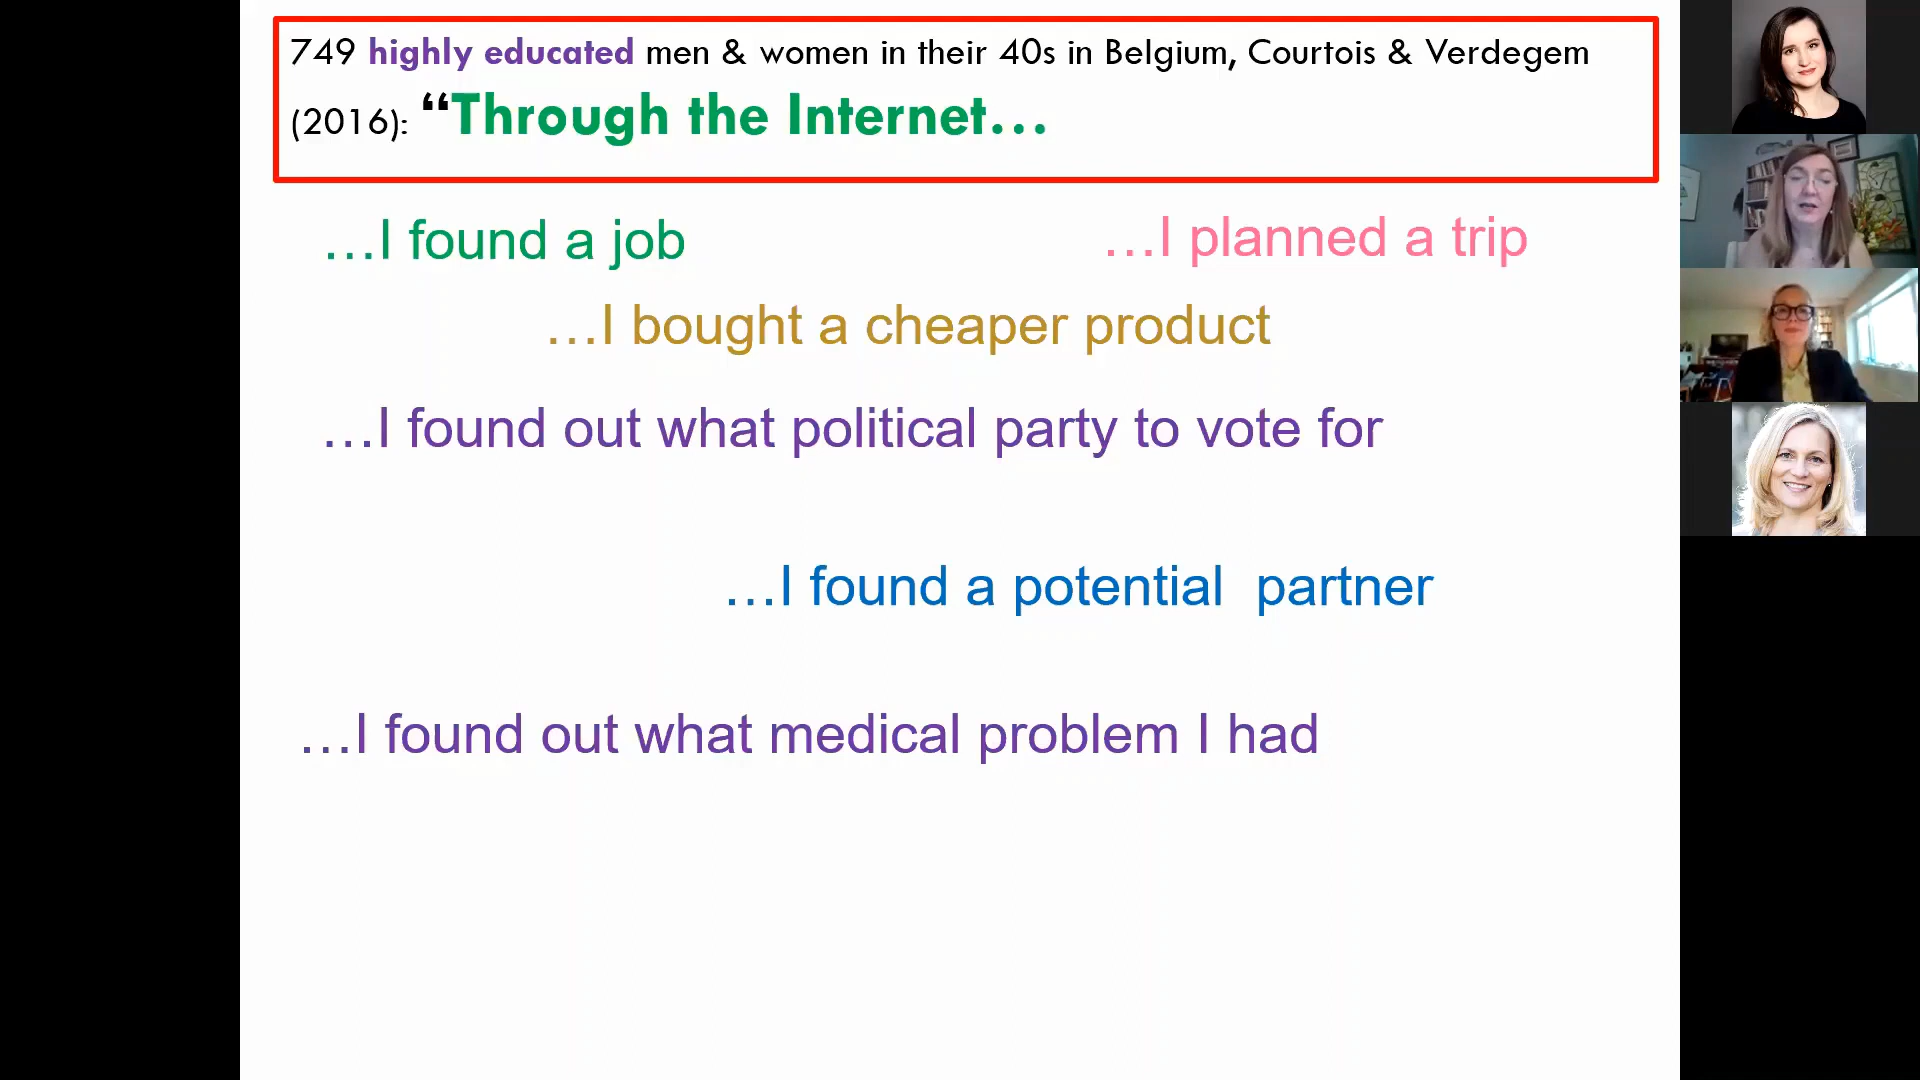 749 highly educated men & women in their 40s in Belgium, Courtois & Verdegem
(2016): “Through the Internet…
…I found a job
…I planned a trip
…I bought a cheaper product
…I found out what political party to vote for
…I found a potential  partner
…I found out what medical problem I had